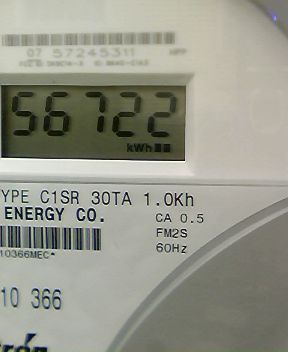 07 57245311
56722
kWh
YPE C1SR 30TA 1.0Kh
ENERGY CO.
CA 0.5
FM2S
60Hz
10366MEC*
10 366
trón